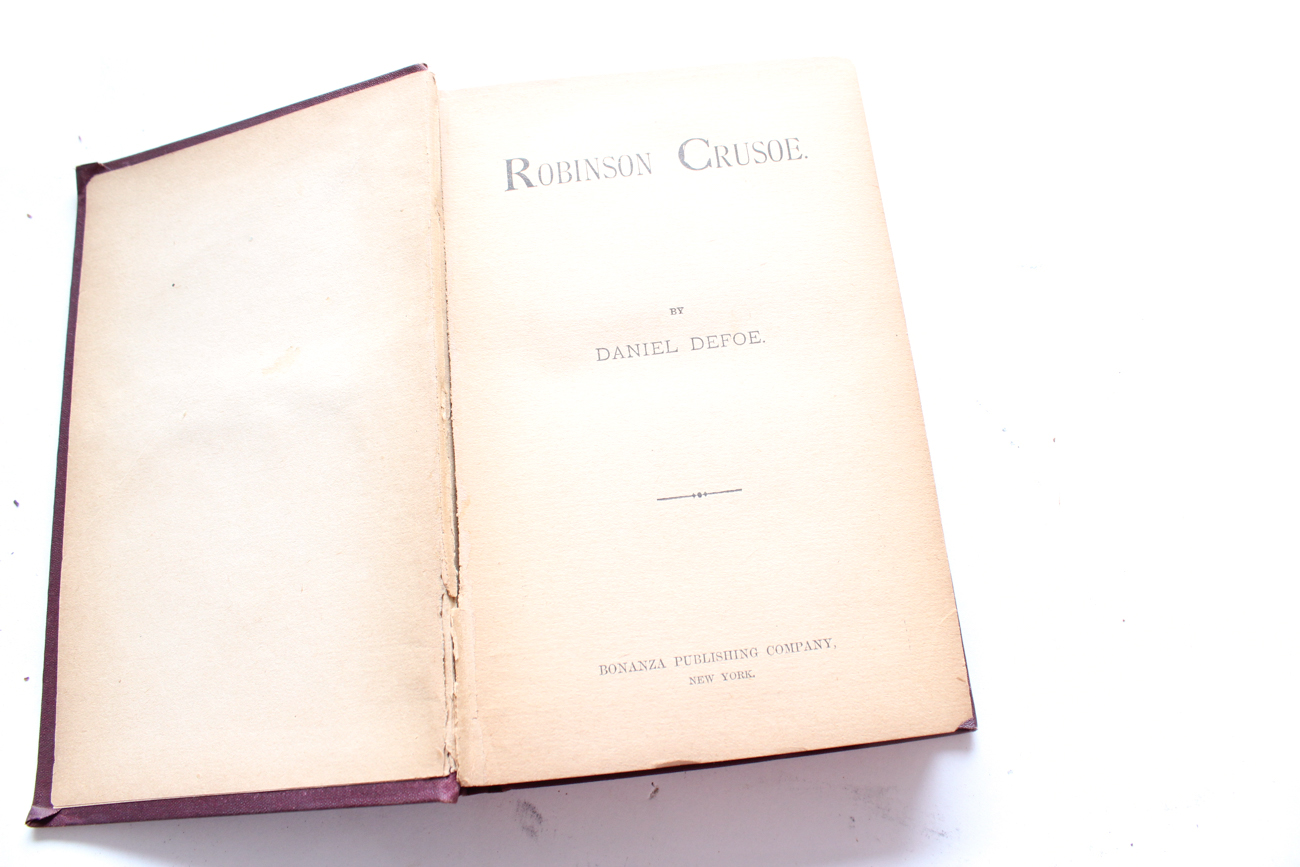 ROBINSON CRUSOE.
BY
DANIEL DEFOE.
BONANZA PUBLISHING COMPANY,
NEW YORK.